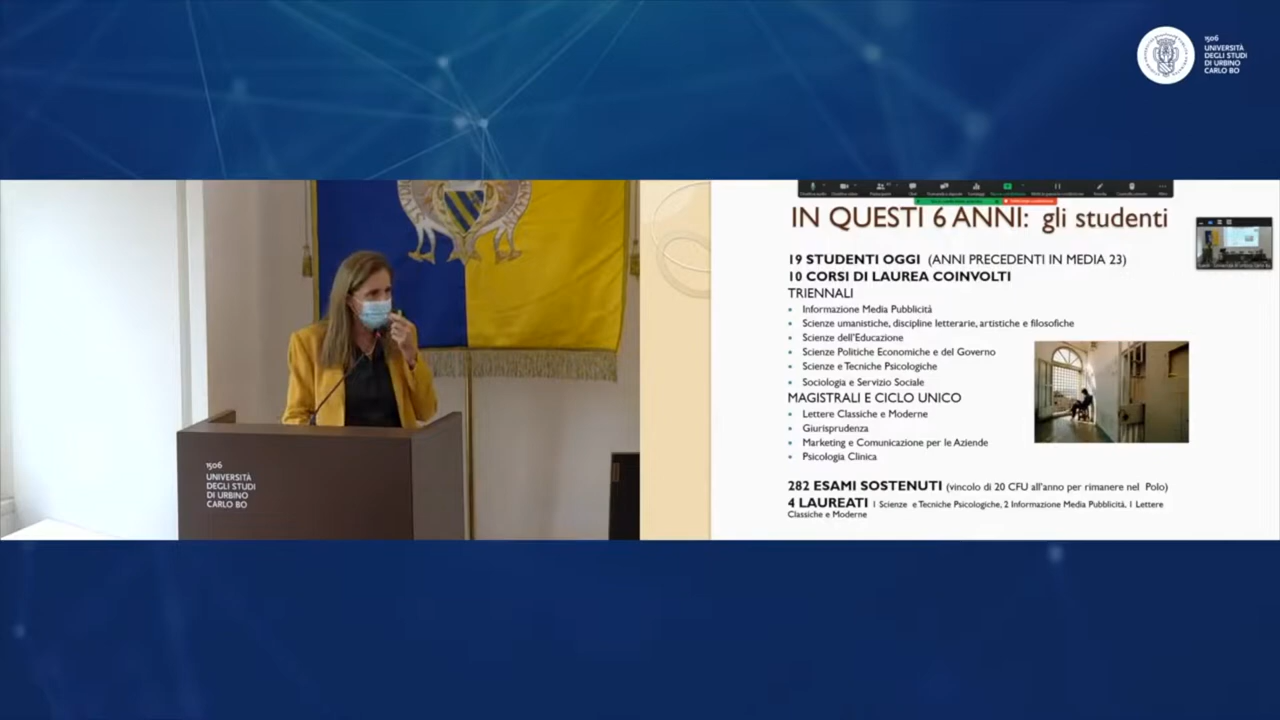 1506
UNIVERSITÀ
DEGLI STUDI
DI URBINO
CARLO BO
1506
UNIVERSITÀ
DEGLI STUDI
DI URBINO
CARLO BO
IN QUESTI 6 ANNI: gli studenti
19 STUDENTI OGGI (ANNI PRECEDENTI IN MEDIA 23)
10 CORSI DI LAUREA COINVOLTI
TRIENNALI
Informazione Media Pubblicità
Scienze umanistiche, discipline letterarie, artistiche e filosofiche
Scienze dell'Educazione
Scienze Politiche Economiche e del Governo
Scienze e Tecniche Psicologiche
Sociologia e Servizio Sociale
MAGISTRALI E CICLO UNICO
Lettere Classiche e Moderne
Giurisprudenza
Marketing e Comunicazione per le Aziende
Psicologia Clinica
282 ESAMI SOSTENUTI (vincolo di 20 CFU all'anno per rimanere nel Polo)
4 LAUREATI 1 Scienze e Tecniche Psicologiche, 2 Informazione Media Pubblicità, 1 Lettere
Classiche e Moderne